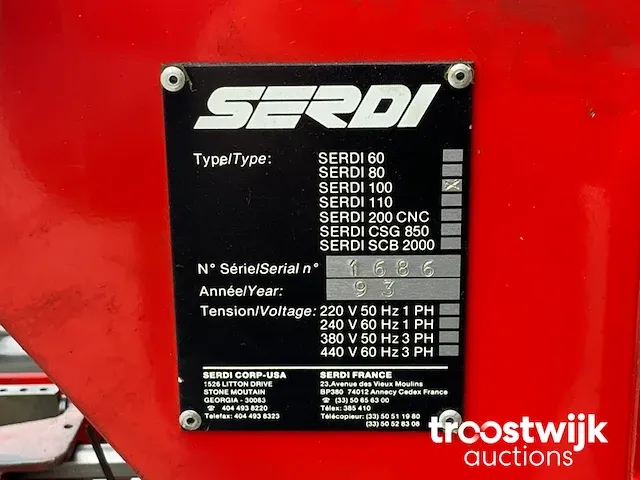 SERDI
Type/Type: SERDI 60
SERDI 80
SERDI 100
SERDI 110
SERDI 200 CNC
SERDI CSG 850
SERDI SCB 2000
N° Série/Serial n° 1686
Année/Year: 93
Tension/Voltage: 220 V 50 Hz 1 PH
240 V 60 Hz 1 PH
380 V 50 Hz 3 PH
440 V 60 Hz 3 PH
SERDI CORP-USA
1526 LITTON DRIVE
STONE MOUTAIN
GEORGIA - 30083
☎ 404 493 8220
Telefax: 404 493 8323
SERDI FRANCE
23, Avenue des Vieux Moulins
BP380 74012 Annecy Cedex France
☎ (33) 50 65 63 00
Télex: 385 410
Télécopieur: (33) 50 51 19 80
(33) 50 52 83 08
troostwijk
auctions